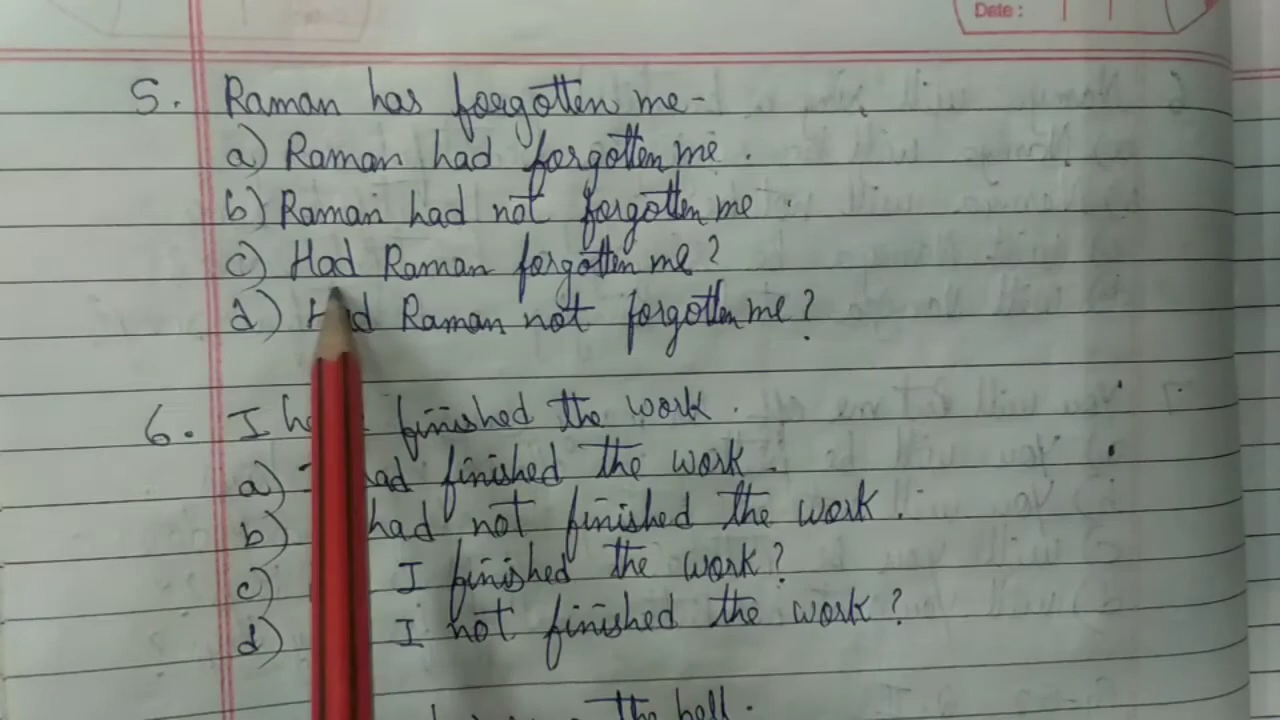 Date :
5. Raman has forgotten me -
a) Raman had forgotten me .
b) Raman had not forgotten me .
c) Had Raman forgotten me ?
d) Had Raman not forgotten me ?
6. I finished the work .
a) had finished the work .
b) had not finished the work .
c) I finished the work ?
d) I not finished the work ?
the bell .